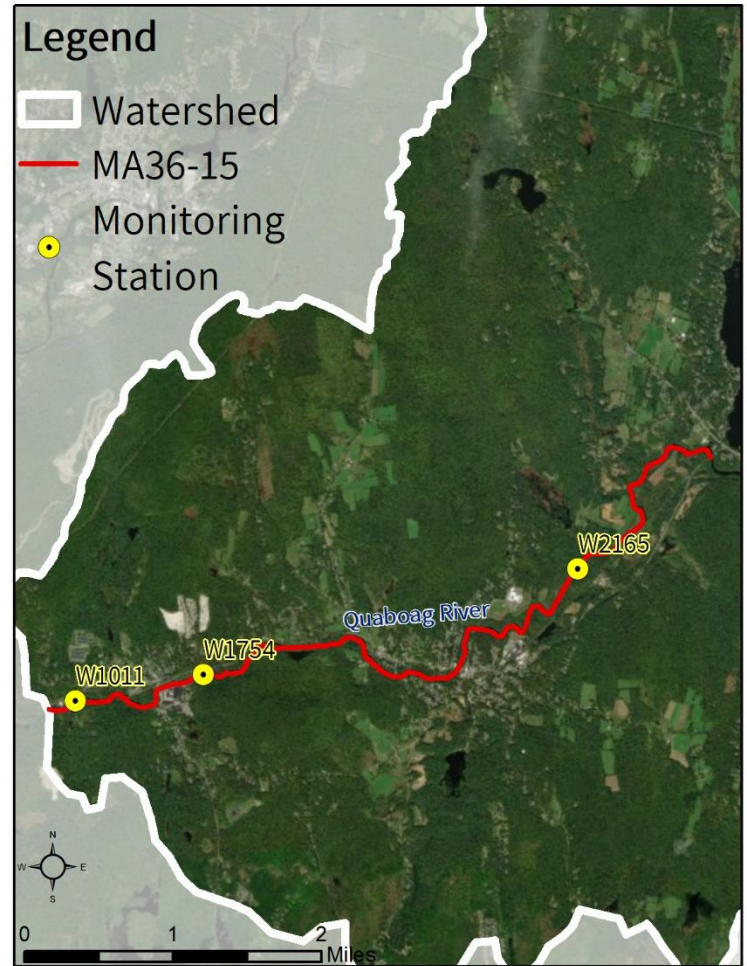 Legend
Watershed
MA36-15
Monitoring
Station
W2165
Quaboag River
W1754
W1011
N
W E
S
0 1 2
Miles